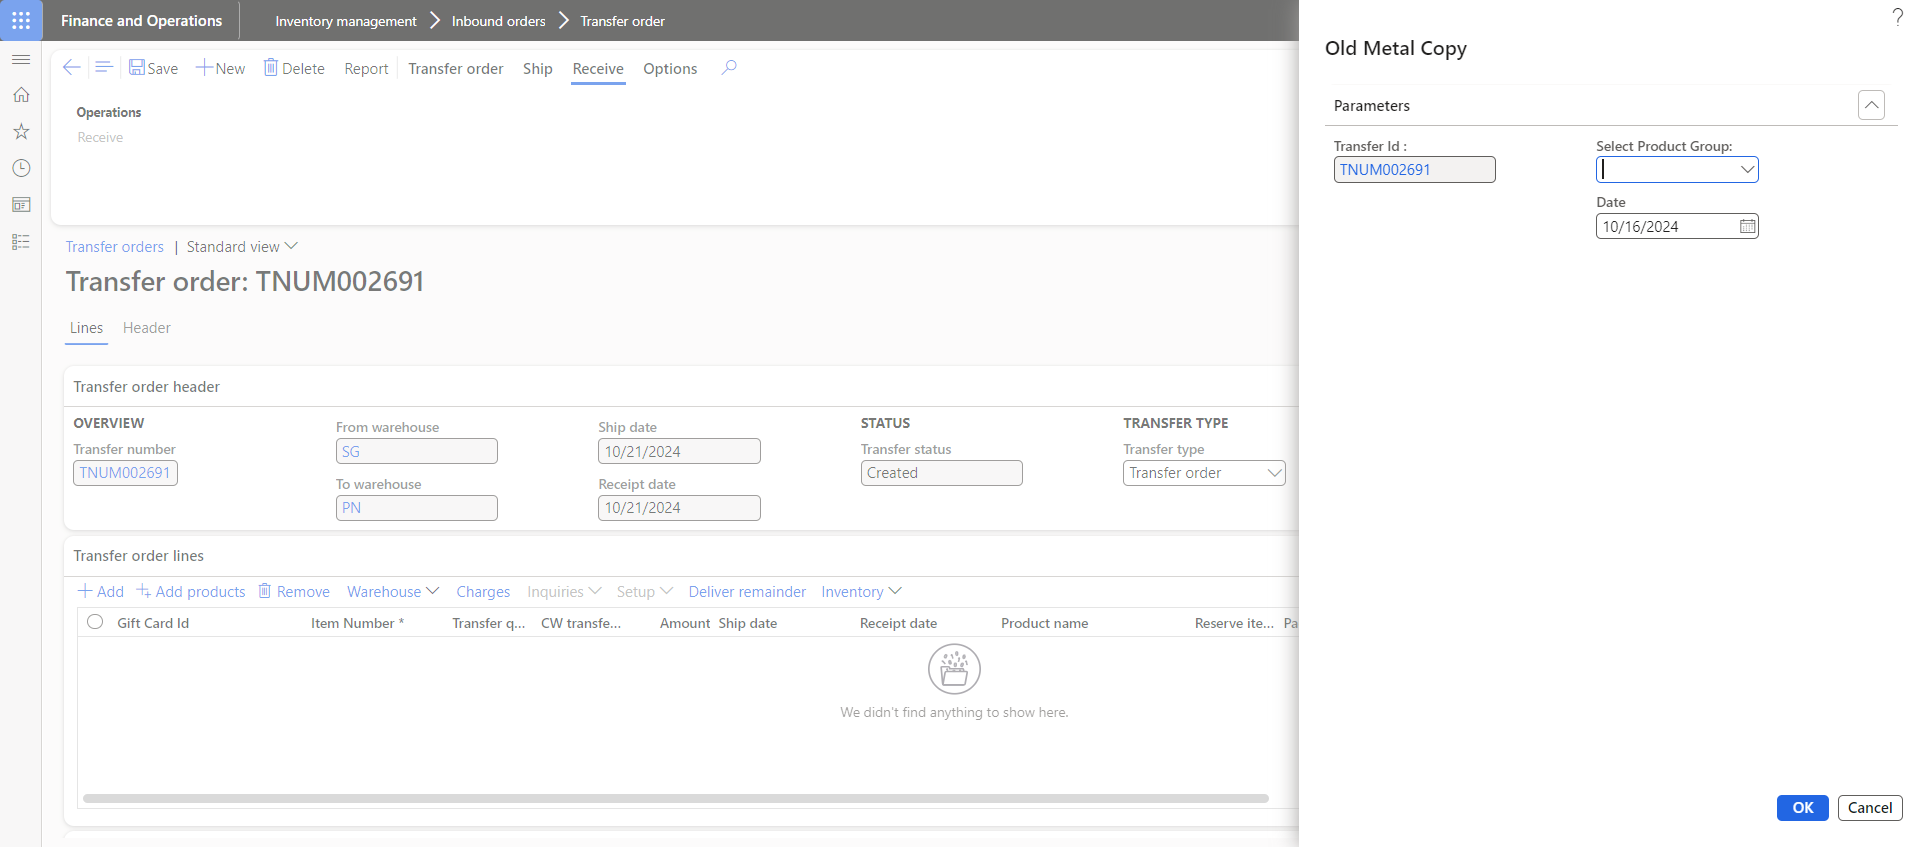 Finance and Operations
Inventory management > Inbound orders > Transfer order
?
Save New Delete Report Transfer order Ship Receive Options
Operations
Receive
Transfer orders | Standard view
Transfer order: TNUM002691
Lines Header
Transfer order header
OVERVIEW
Transfer number
TNUM002691
From warehouse
SG
To warehouse
PN
Ship date
10/21/2024
Receipt date
10/21/2024
STATUS
Transfer status
Created
TRANSFER TYPE
Transfer type
Transfer order
Transfer order lines
Add Add products Remove Warehouse Charges Inquiries Setup Deliver remainder Inventory
Gift Card Id Item Number * Transfer q... CW transfe... Amount Ship date Receipt date Product name Reserve ite... Pa
We didn't find anything to show here.
Old Metal Copy
Parameters
Transfer Id :
TNUM002691
Select Product Group:
Date
10/16/2024
OK Cancel